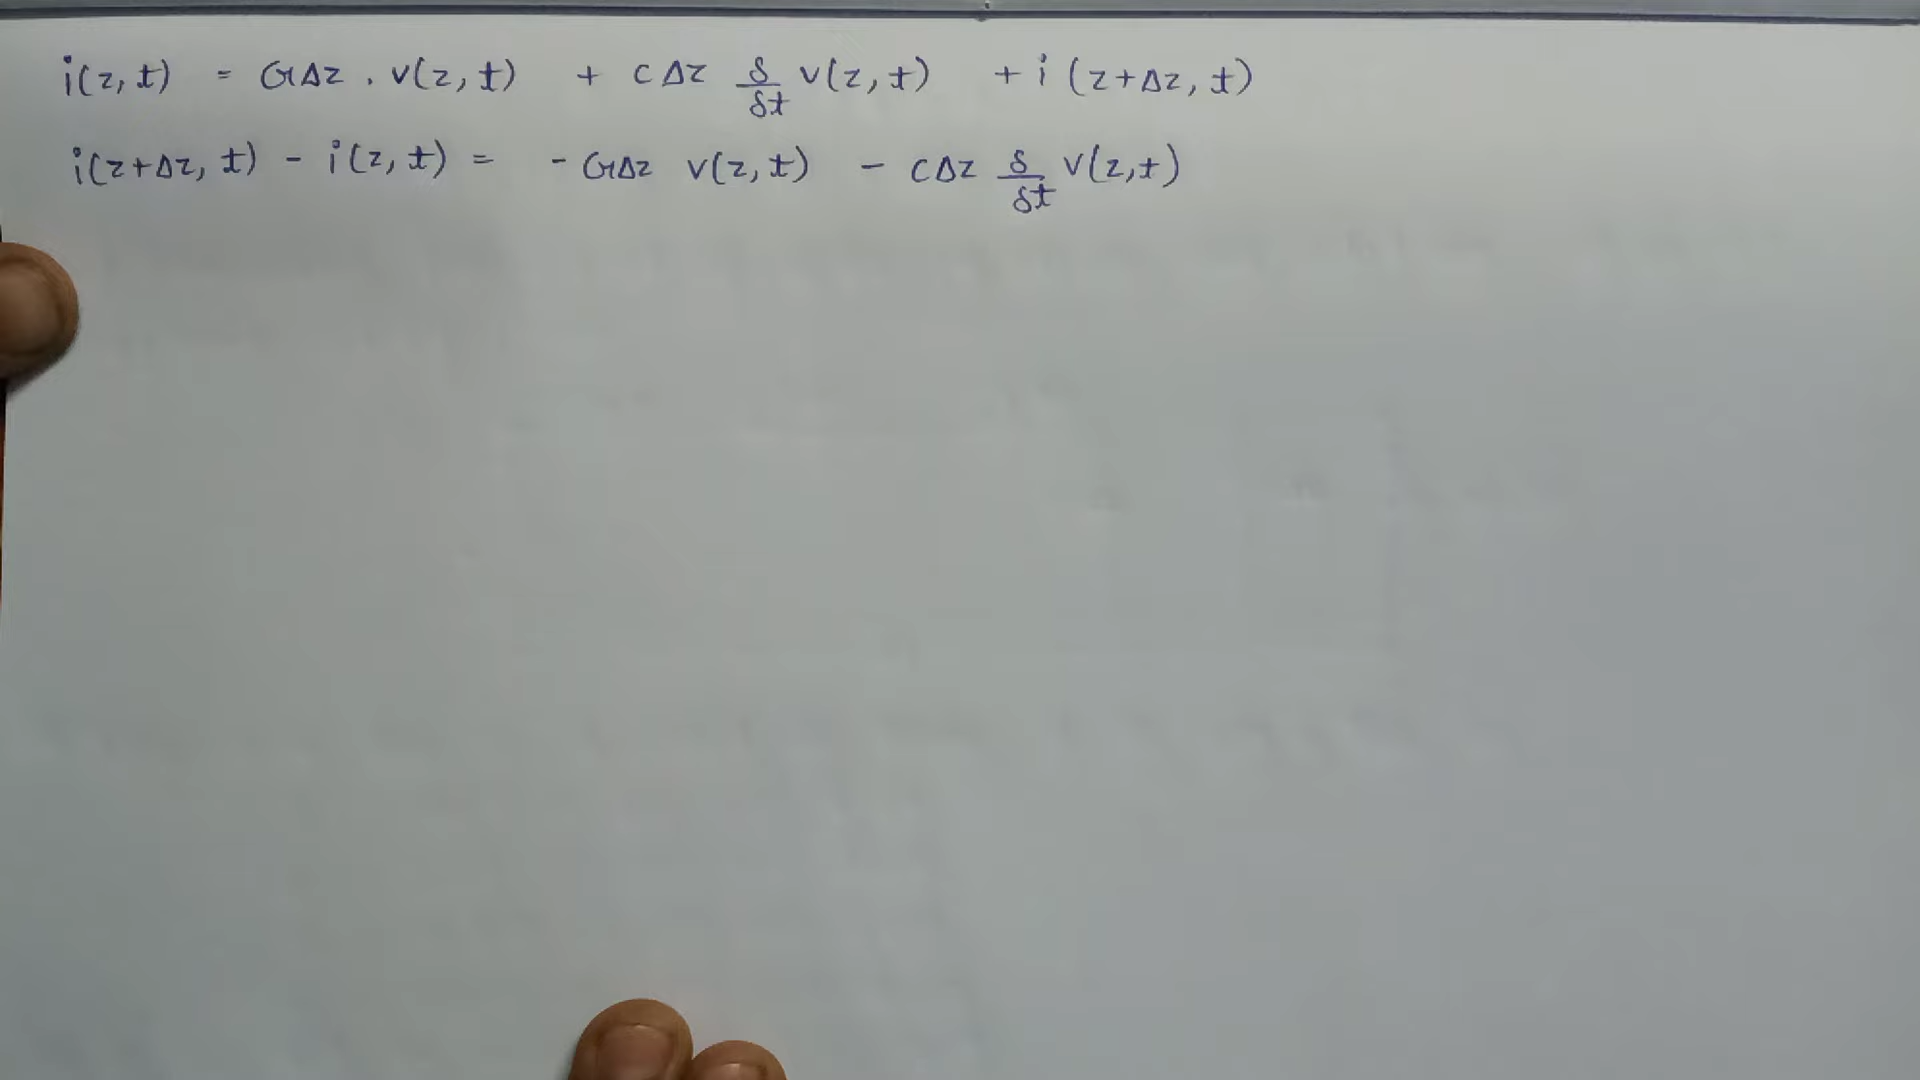 i(z, t) = GΔz . v(z, t) + cΔz δ/δt v(z, t) + i (z+Δz, t)
i(z+Δz, t) - i(z, t) = - GΔz v(z, t) - cΔz δ/δt v(z,t)